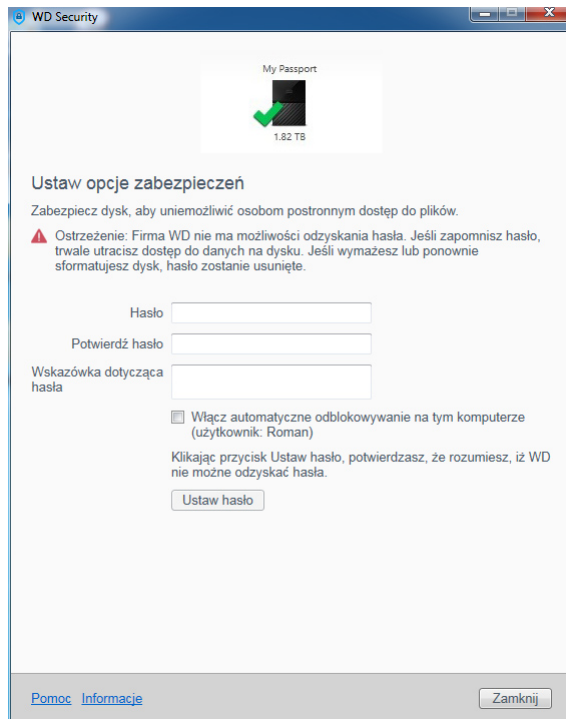 WD Security
My Passport
1.82 TB
Ustaw opcje zabezpieczeń
Zabezpiecz dysk, aby uniemożliwić osobom postronnym dostęp do plików.
Ostrzeżenie: Firma WD nie ma możliwości odzyskania hasła. Jeśli zapomnisz hasło,
trwale utracisz dostęp do danych na dysku. Jeśli wymażesz lub ponownie
sformatujesz dysk, hasło zostanie usunięte.
Hasło
Potwierdź hasło
Wskazówka dotycząca
hasła
Włącz automatyczne odblokowywanie na tym komputerze
(użytkownik: Roman)
Klikając przycisk Ustaw hasło, potwierdzasz, że rozumiesz, iż WD
nie możne odzyskać hasła.
Ustaw hasło
Pomoc Informacje
Zamknij